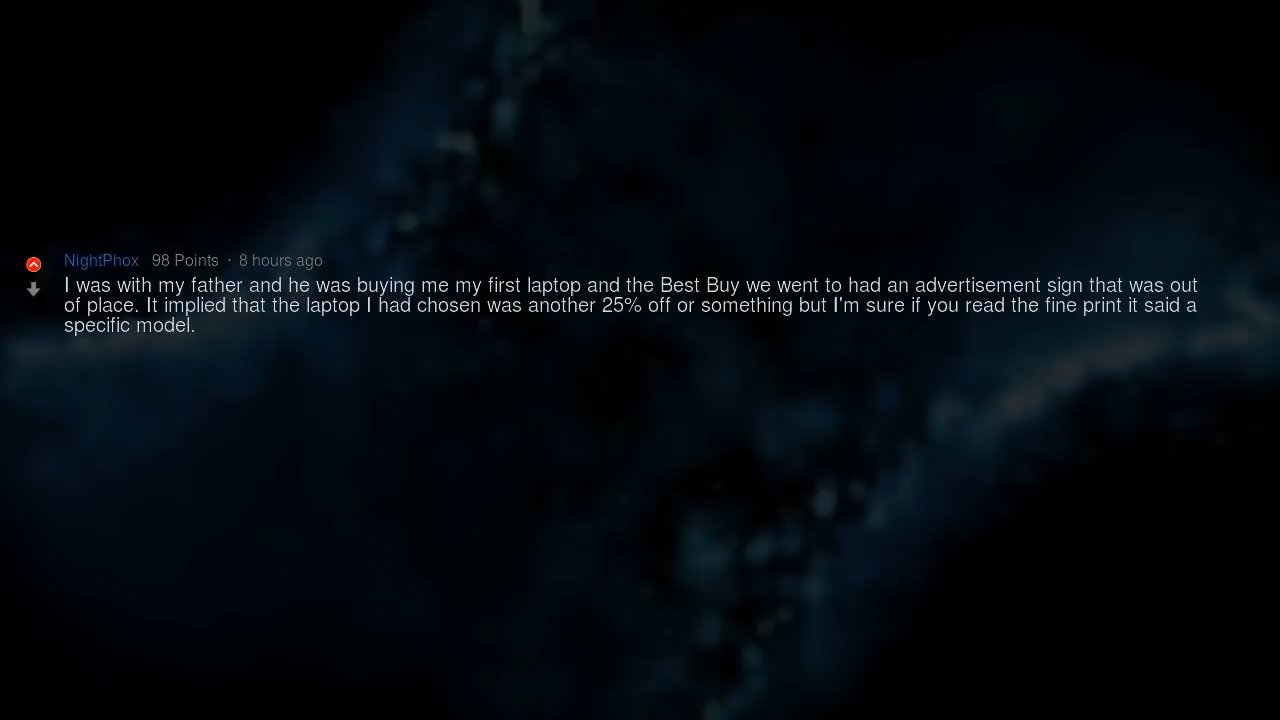 NightPhox 98 Points · 8 hours ago
I was with my father and he was buying me my first laptop and the Best Buy we went to had an advertisement sign that was out
of place. It implied that the laptop I had chosen was another 25% off or something but I'm sure if you read the fine print it said a
specific model.